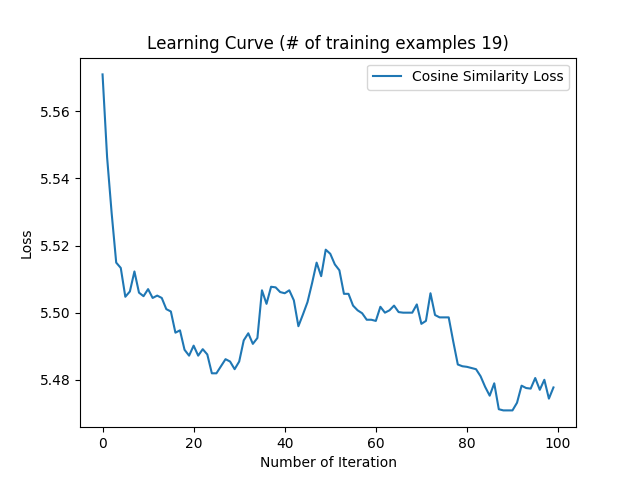 Learning Curve (# of training examples 19)
Cosine Similarity Loss
5.56
5.54
5.52
5.50
5.48
Loss
0 20 40 60 80 100
Number of Iteration